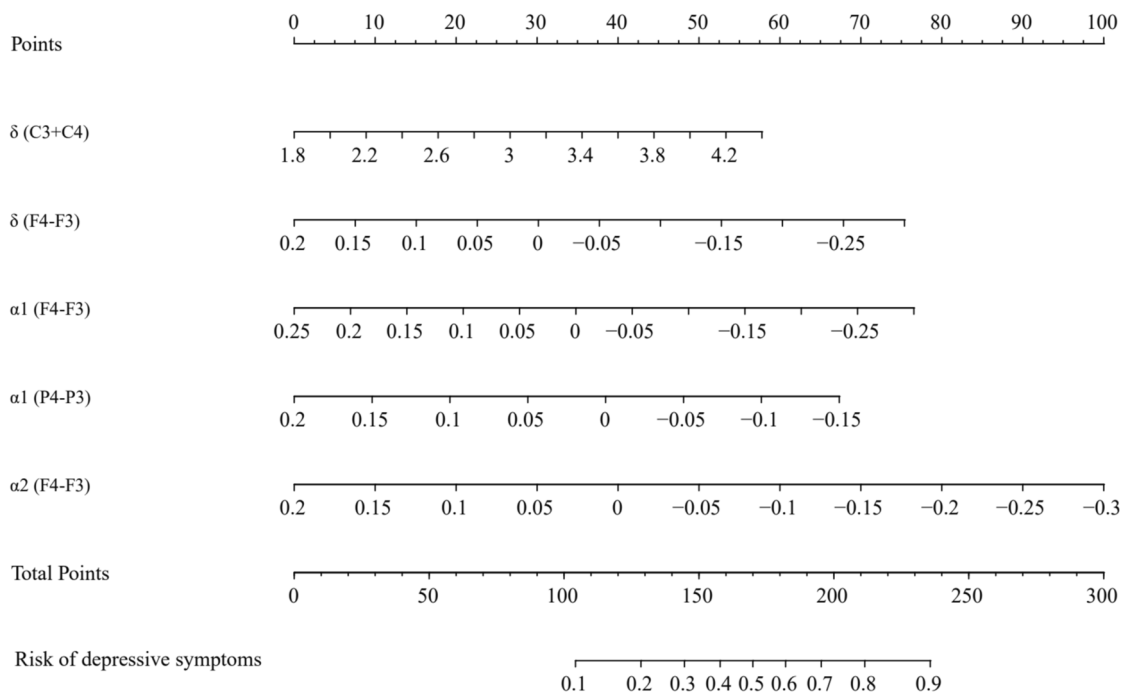 0 10 20 30 40 50 60 70 80 90 100
Points
δ (C3+C4)
1.8 2.2 2.6 3 3.4 3.8 4.2
δ (F4-F3)
0.2 0.15 0.1 0.05 0 −0.05 −0.15 −0.25
α1 (F4-F3)
0.25 0.2 0.15 0.1 0.05 0 −0.05 −0.15 −0.25
α1 (P4-P3)
0.2 0.15 0.1 0.05 0 −0.05 −0.1 −0.15
α2 (F4-F3)
0.2 0.15 0.1 0.05 0 −0.05 −0.1 −0.15 −0.2 −0.25 −0.3
Total Points
0 50 100 150 200 250 300
Risk of depressive symptoms
0.1 0.2 0.3 0.4 0.5 0.6 0.7 0.8 0.9